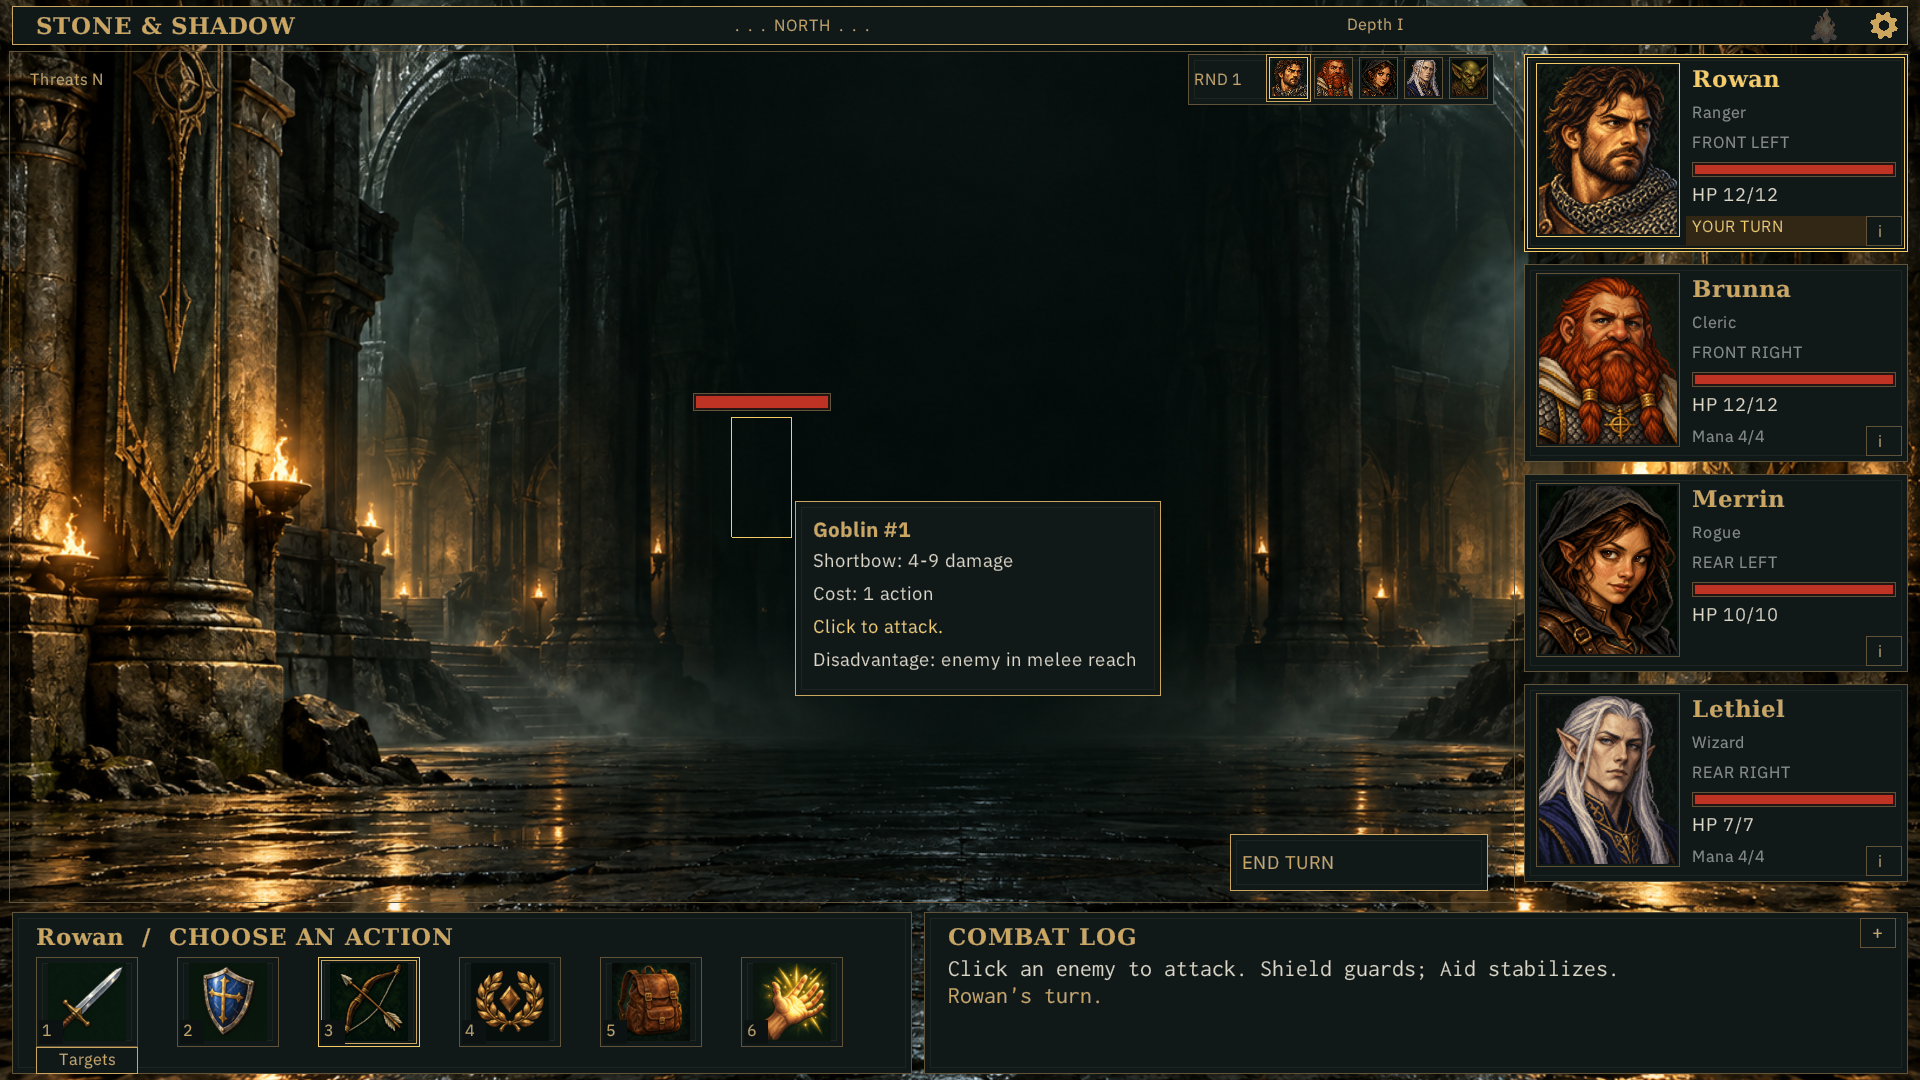 STONE & SHADOW
. . . NORTH . . .
Depth I
Threats N
RND 1
Rowan
Ranger
FRONT LEFT
HP 12/12
YOUR TURN
i
Brunna
Cleric
FRONT RIGHT
HP 12/12
Mana 4/4
i
Merrin
Rogue
REAR LEFT
HP 10/10
i
Lethiel
Wizard
REAR RIGHT
HP 7/7
Mana 4/4
i
Goblin #1
Shortbow: 4-9 damage
Cost: 1 action
Click to attack.
Disadvantage: enemy in melee reach
END TURN
Rowan / CHOOSE AN ACTION
1 2 3 4 5 6
Targets
COMBAT LOG
+
Click an enemy to attack. Shield guards; Aid stabilizes.
Rowan's turn.